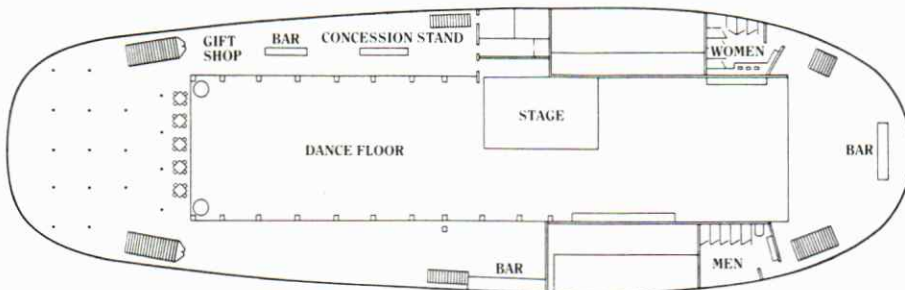 GIFT
SHOP
BAR
CONCESSION STAND
WOMEN
STAGE
DANCE FLOOR
BAR
BAR
MEN